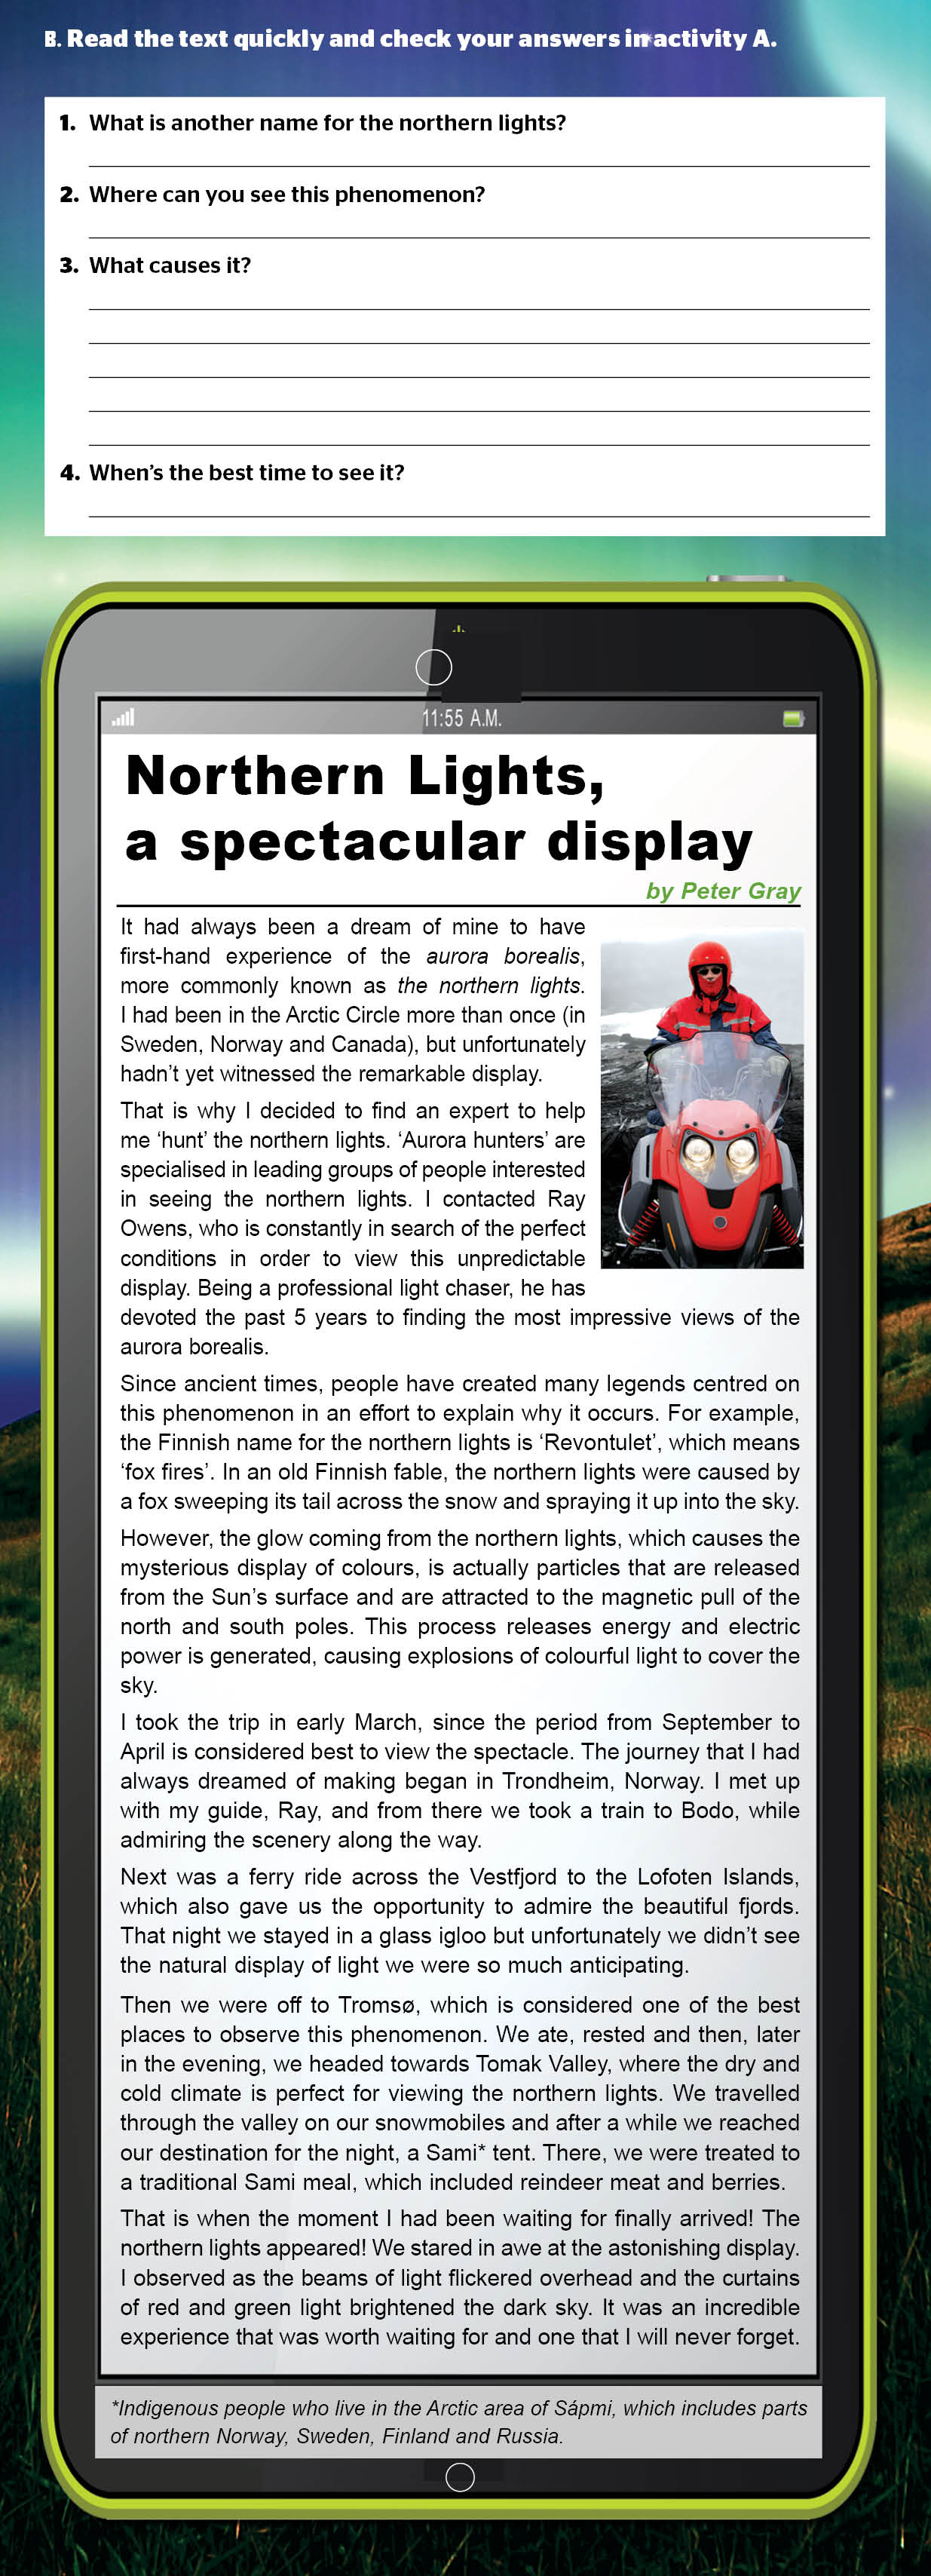 B. Read the text quickly and check your answers in activity A.
1. What is another name for the northern lights?
2. Where can you see this phenomenon?
3. What causes it?
4. When's the best time to see it?
11:55 A.M.
Northern Lights,
a spectacular display
by Peter Gray
It had always been a dream of mine to have
first-hand experience of the aurora borealis,
more commonly known as the northern lights.
I had been in the Arctic Circle more than once (in
Sweden, Norway and Canada), but unfortunately
hadn't yet witnessed the remarkable display.
That is why I decided to find an expert to help
me 'hunt' the northern lights. 'Aurora hunters' are
specialised in leading groups of people interested
in seeing the northern lights. I contacted Ray
Owens, who is constantly in search of the perfect
conditions in order to view this unpredictable
display. Being a professional light chaser, he has
devoted the past 5 years to finding the most impressive views of the
aurora borealis.
Since ancient times, people have created many legends centred on
this phenomenon in an effort to explain why it occurs. For example,
the Finnish name for the northern lights is 'Revontulet', which means
'fox fires'. In an old Finnish fable, the northern lights were caused by
a fox sweeping its tail across the snow and spraying it up into the sky.
However, the glow coming from the northern lights, which causes the
mysterious display of colours, is actually particles that are released
from the Sun's surface and are attracted to the magnetic pull of the
north and south poles. This process releases energy and electric
power is generated, causing explosions of colourful light to cover the
sky.
I took the trip in early March, since the period from September to
April is considered best to view the spectacle. The journey that I had
always dreamed of making began in Trondheim, Norway. I met up
with my guide, Ray, and from there we took a train to Bodo, while
admiring the scenery along the way.
Next was a ferry ride across the Vestfjord to the Lofoten Islands,
which also gave us the opportunity to admire the beautiful fjords.
That night we stayed in a glass igloo but unfortunately we didn't see
the natural display of light we were so much anticipating.
Then we were off to Tromsø, which is considered one of the best
places to observe this phenomenon. We ate, rested and then, later
in the evening, we headed towards Tomak Valley, where the dry and
cold climate is perfect for viewing the northern lights. We travelled
through the valley on our snowmobiles and after a while we reached
our destination for the night, a Sami* tent. There, we were treated to
a traditional Sami meal, which included reindeer meat and berries.
That is when the moment I had been waiting for finally arrived! The
northern lights appeared! We stared in awe at the astonishing display.
I observed as the beams of light flickered overhead and the curtains
of red and green light brightened the dark sky. It was an incredible
experience that was worth waiting for and one that I will never forget.
*Indigenous people who live in the Arctic area of Sápmi, which includes parts
of northern Norway, Sweden, Finland and Russia.